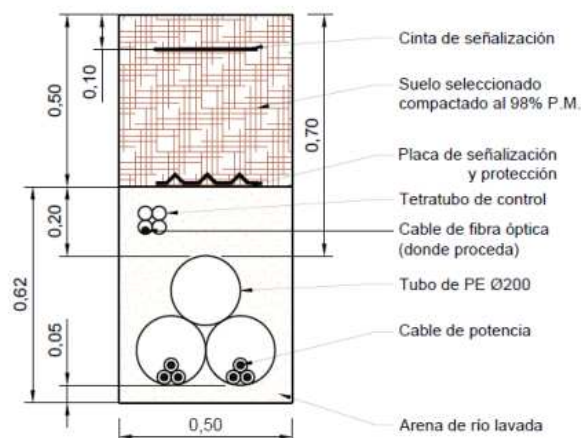 0,10
0,50
0,70
0,20
0,62
0,05
0,50
Cinta de señalización
Suelo seleccionado
compactado al 98% P.M.
Placa de señalización
y protección
Tetratubo de control
Cable de fibra óptica
(donde proceda)
Tubo de PE Ø200
Cable de potencia
Arena de río lavada